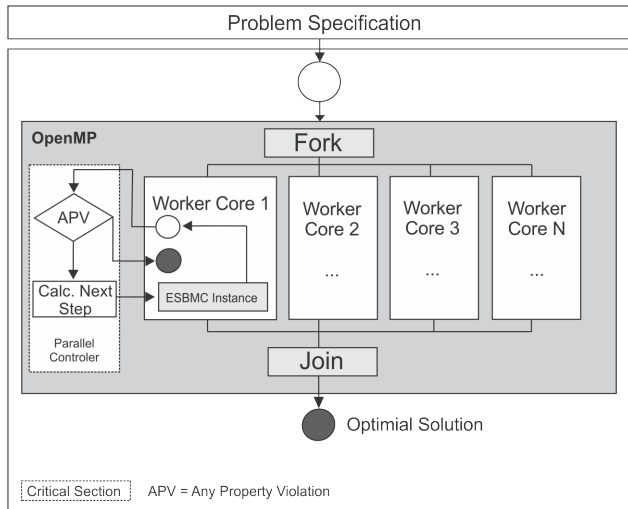 Problem Specification
OpenMP
Fork
APV
Calc. Next
Step
Parallel
Controler
Worker Core 1
ESBMC Instance
Worker
Core 2
...
Worker
Core 3
...
Worker
Core N
...
Join
Optimial Solution
Critical Section
APV = Any Property Violation